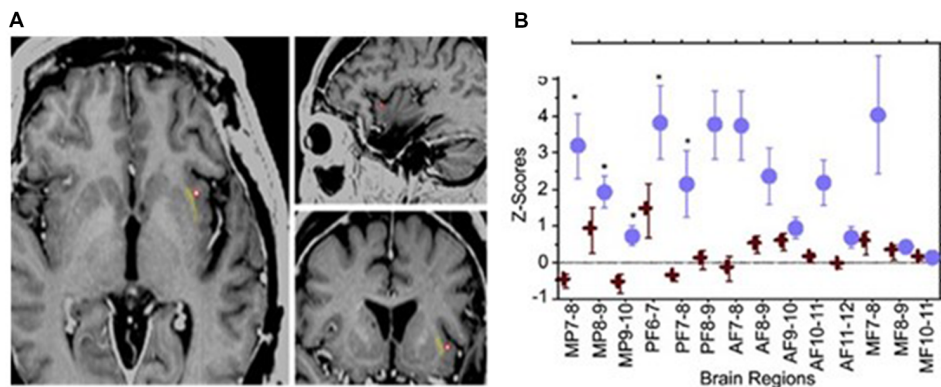 A
B
Z-Scores
5
4
3
2
1
0
-1
MP7-8
MP8-9
MP9-10
PF6-7
PF7-8
PF8-9
AF7-8
AF8-9
AF9-10
AF10-11
AF11-12
MF7-8
MF8-9
MF10-11
Brain Regions